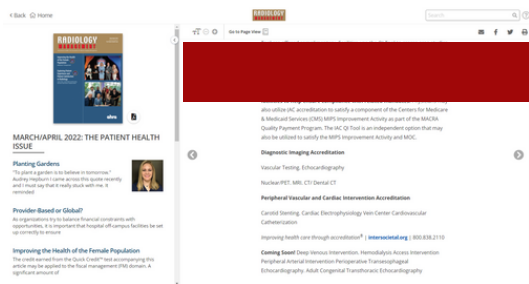 Back Home
RADIOLOGY
MANAGEMENT
Search
Go to Page View
RADIOLOGY
MANAGEMENT
ahra
MARCH/APRIL 2022: THE PATIENT HEALTH
ISSUE
Planting Gardens
"To plant a garden is to believe in tomorrow."
Audrey Hepburn I came across this quote recently,
and I must say that it really stuck with me. It
reminded
Provider-Based or Global?
As organizations try to balance financial constraints with
opportunities, it is important that hospital off-campus facilities be set
up correctly to ensure
Improving the Health of the Female Population
The credit earned from the Quick Credit™ test accompanying this
article may be applied to the fiscal management (FM) domain. A
significant amount of
also utilize IAC accreditation to satisfy a component of the Centers for Medicare
& Medicaid Services (CMS) MIPS Improvement Activity as part of the MACRA
Quality Payment Program. The IAC QI Tool is an independent option that may
also be utilized to satisfy the MIPS Improvement Activity and MOC.
Diagnostic Imaging Accreditation
Vascular Testing. Echocardiography
Nuclear/PET. MRI. CT/ Dental CT
Peripheral Vascular and Cardiac Intervention Accreditation
Carotid Stenting. Cardiac Electrophysiology Vein Center Cardiovascular
Catheterization
Improving health care through accreditation® | intersocietal.org | 800.838.2110
Coming Soon! Deep Venous Intervention. Hemodialysis Access Intervention
Peripheral Arterial Intervention Perioperative Transesophageal
Echocardiography. Adult Congenital Transthoracic Echocardiography